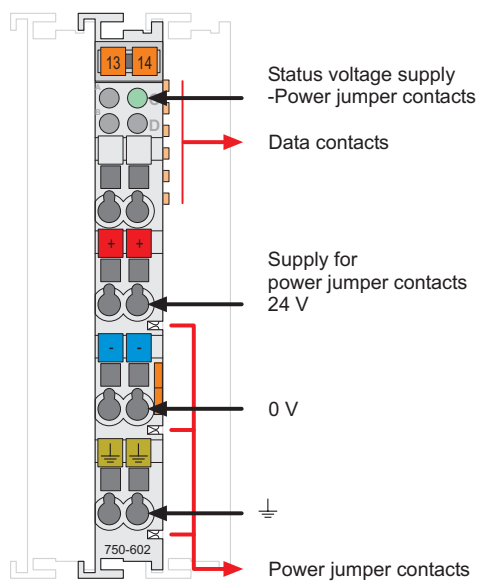 13 14
A
C
B
D
Status voltage supply
-Power jumper contacts
Data contacts
+ +
Supply for
power jumper contacts
24 V
- -
0 V
750-602
Power jumper contacts